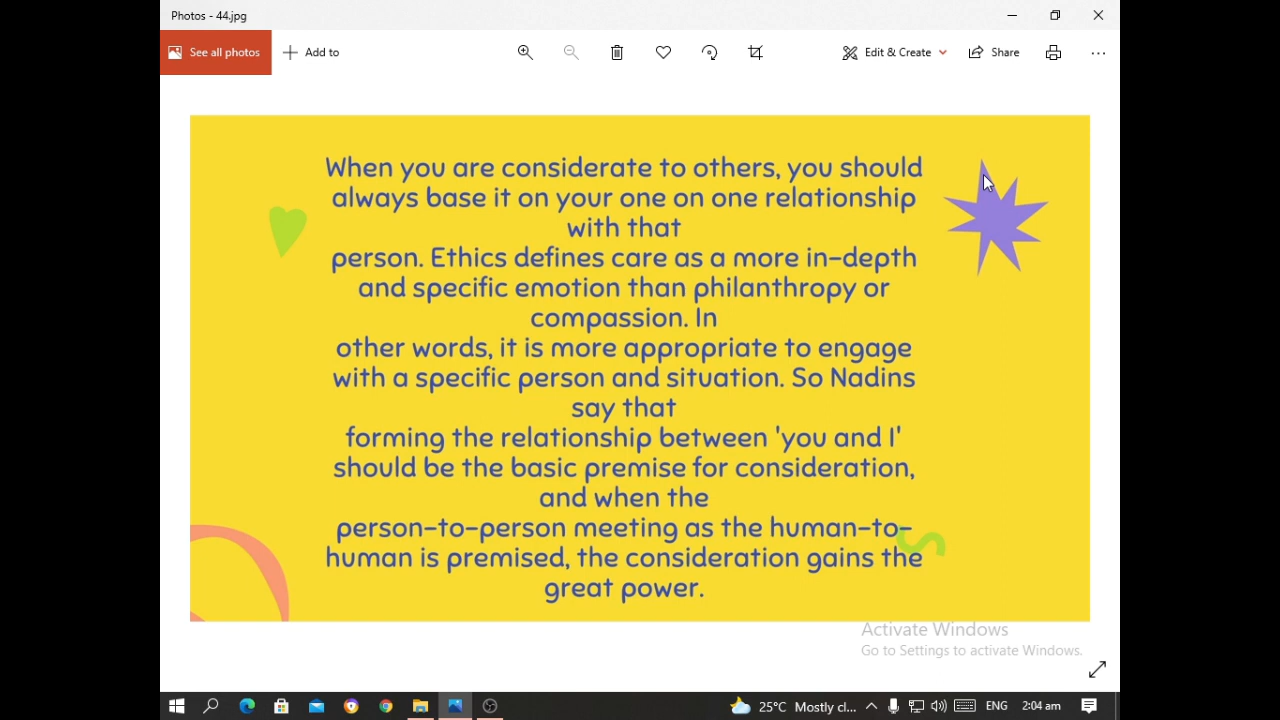 Photos - 44.jpg
See all photos
Add to
Edit & Create
Share
When you are considerate to others, you should
always base it on your one on one relationship
with that
person. Ethics defines care as a more in-depth
and specific emotion than philanthropy or
compassion. In
other words, it is more appropriate to engage
with a specific person and situation. So Nadins
say that
forming the relationship between 'you and I'
should be the basic premise for consideration,
and when the
person-to-person meeting as the human-to-
human is premised, the consideration gains the
great power.
Activate Windows
Go to Settings to activate Windows.
25°C Mostly cl... ENG 2:04 am